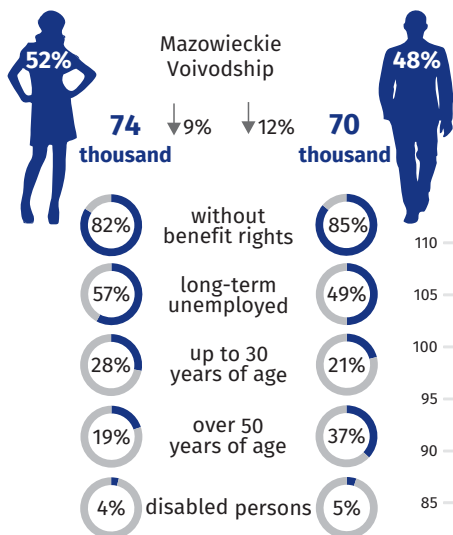 52%
Mazowieckie
Voivodship
48%
74
thousand
9%
12%
70
thousand
82%
without
benefit rights
85%
57%
long-term
unemployed
49%
28%
up to 30
years of age
21%
19%
over 50
years of age
37%
4%
disabled persons
5%
110
105
100
95
90
85